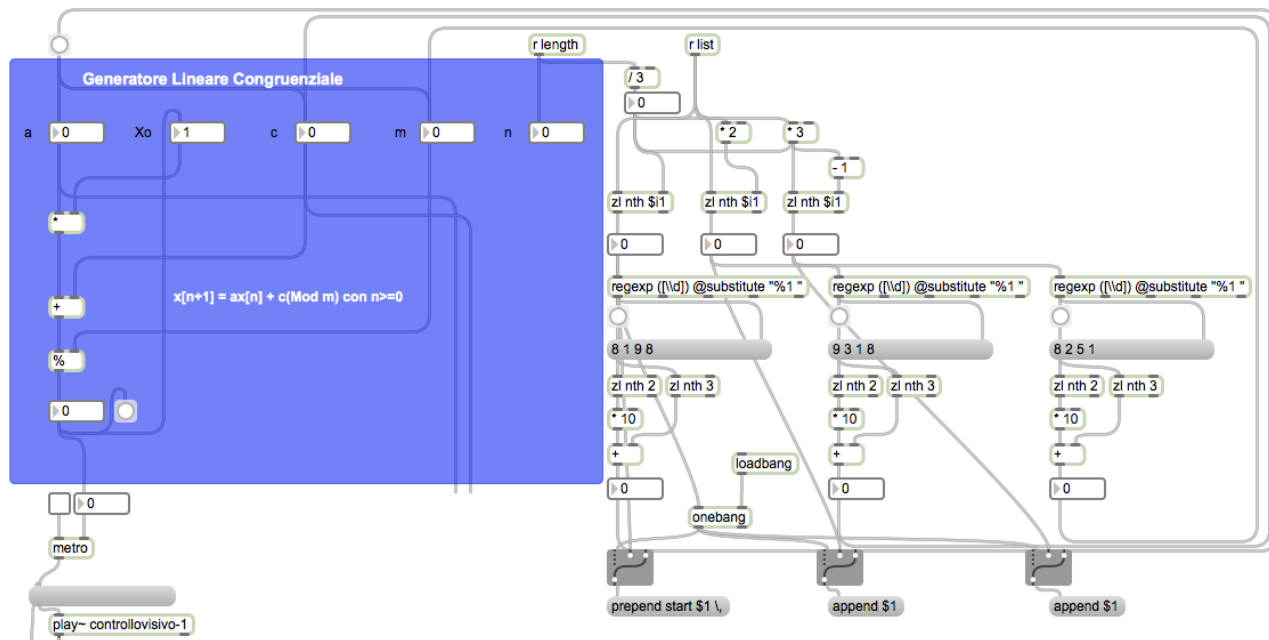 r length
r list
Generatore Lineare Congruenziale
/ 3
0
a
0
Xo
1
c
0
m
0
n
0
* 2
* 3
- 1
zl nth $i1
zl nth $i1
zl nth $i1
*
0
0
0
regexp ([\\d]) @substitute "%1 "
regexp ([\\d]) @substitute "%1 "
regexp ([\\d]) @substitute "%1 "
x[n+1] = ax[n] + c(Mod m) con n>=0
+
8 1 9 8
9 3 1 8
8 2 5 1
%
zl nth 2
zl nth 3
zl nth 2
zl nth 3
zl nth 2
zl nth 3
0
* 10
* 10
* 10
+
+
+
loadbang
0
0
0
0
onebang
metro
prepend start $1 \,
append $1
append $1
play~ controllovisivo-1